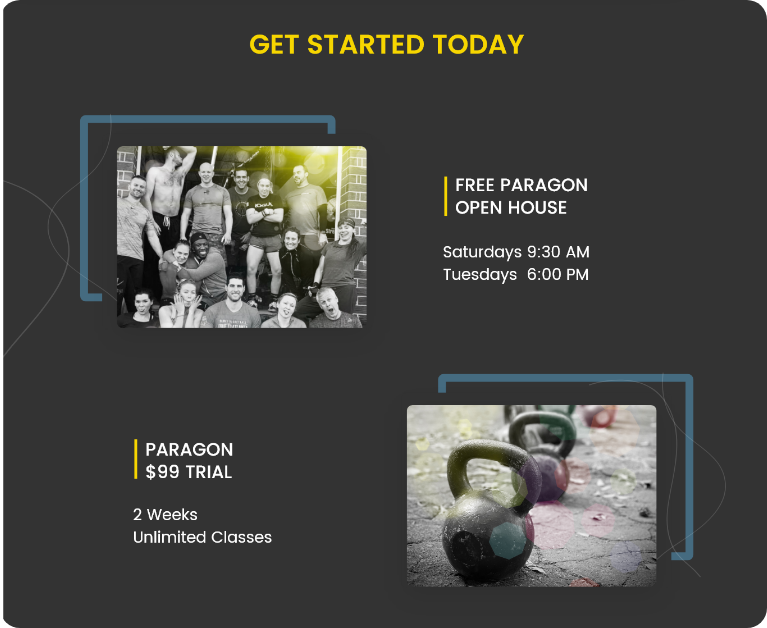 GET STARTED TODAY
FREE PARAGON
OPEN HOUSE
Saturdays 9:30 AM
Tuesdays 6:00 PM
PARAGON
$99 TRIAL
2 Weeks
Unlimited Classes